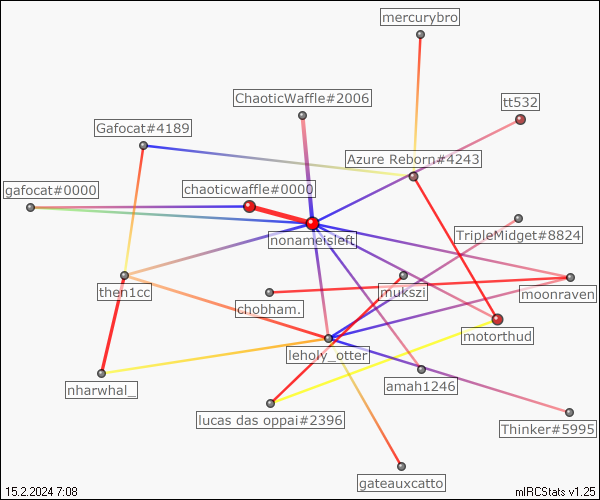 mercurybro
ChaoticWaffle#2006
tt532
Gafocat#4189
Azure Reborn#4243
gafocat#0000
chaoticwaffle#0000
nonameisleft
TripleMidget#8824
then1cc
mukszi
moonraven
chobham.
motorthud
leholy_otter
nharwhal_
amah1246
lucas das oppai#2396
Thinker#5995
gateauxcatto
15.2.2024 7:08
mIRCStats v1.25